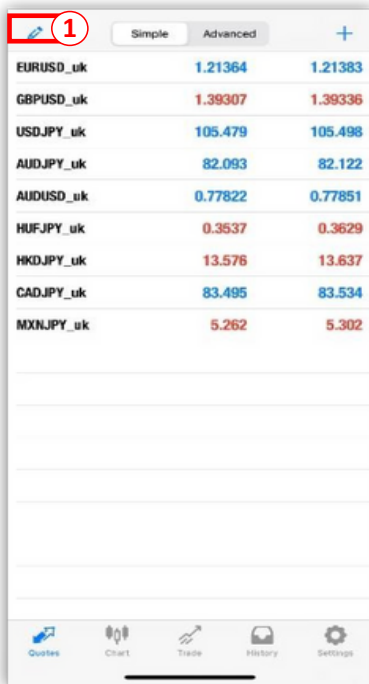 1 Simple Advanced +
EURUSD_uk 1.21364 1.21383
GBPUSD_uk 1.39307 1.39336
USDJPY_uk 105.479 105.498
AUDJPY_uk 82.093 82.122
AUDUSD_uk 0.77822 0.77851
HUFJPY_uk 0.3537 0.3629
HKDJPY_uk 13.576 13.637
CADJPY_uk 83.495 83.534
MXNJPY_uk 5.262 5.302
Quotes Chart Trade History Settings